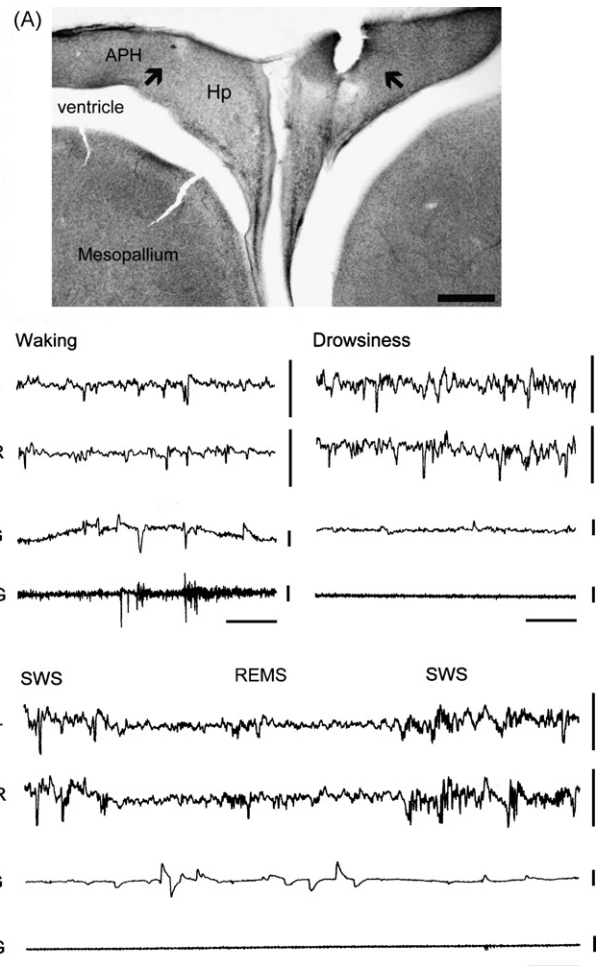 (A)
APH
Hp
ventricle
Mesopallium
Waking Drowsiness
R
G
G
SWS REMS SWS
R
G
G